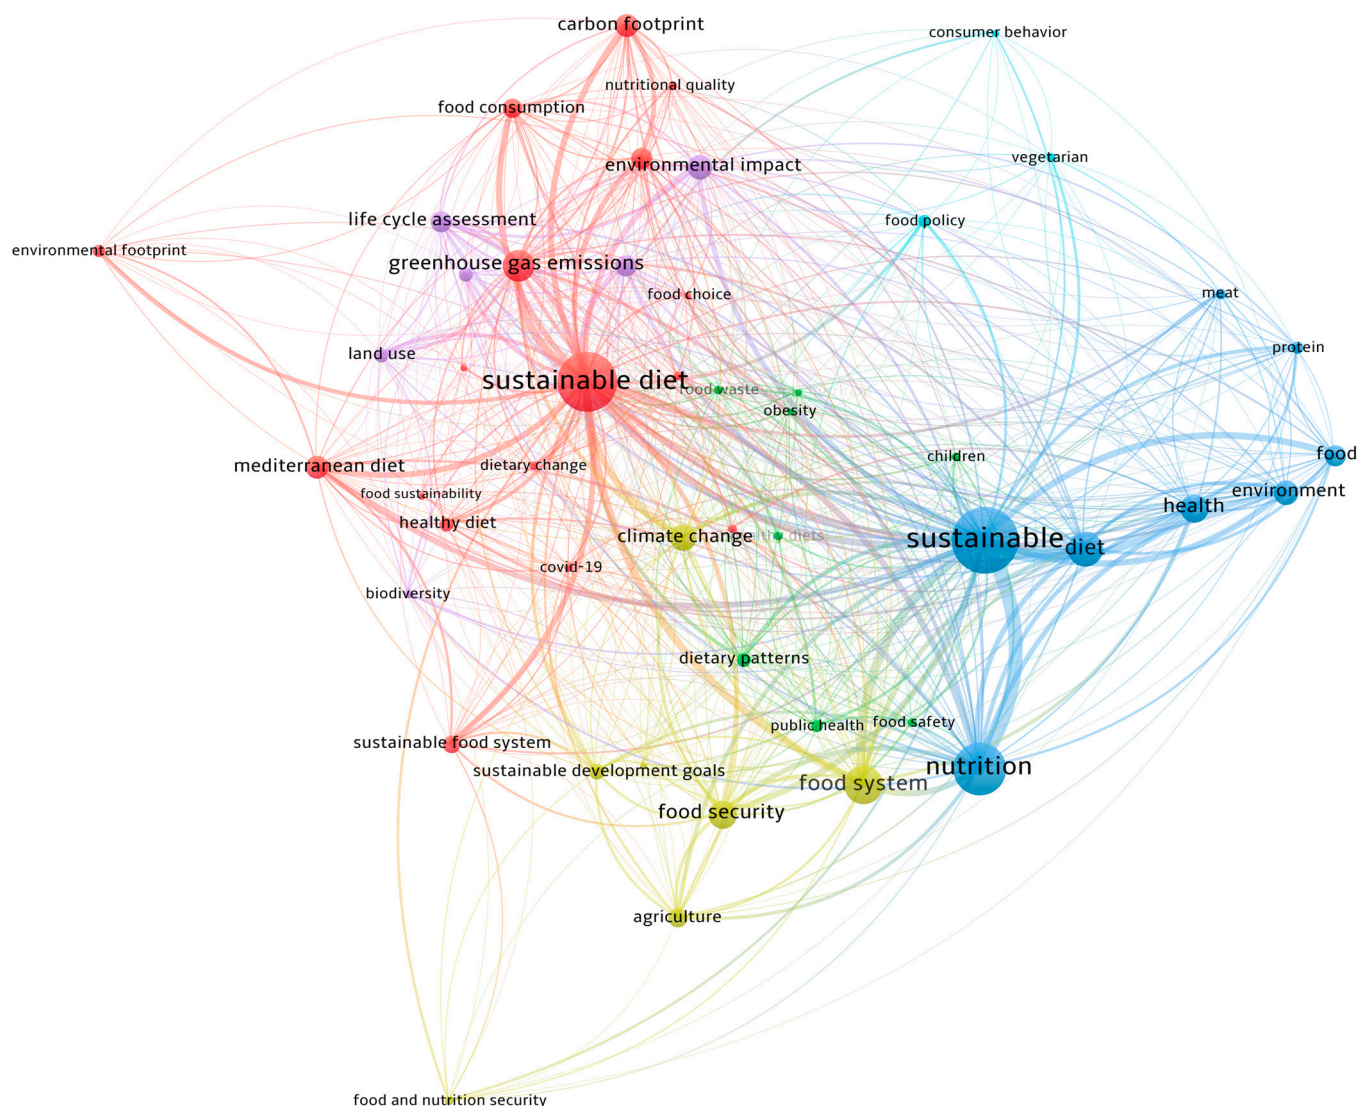 carbon footprint
consumer behavior
nutritional quality
food consumption
vegetarian
environmental impact
life cycle assessment
food policy
environmental footprint
greenhouse gas emissions
food choice
meat
protein
land use
sustainable diet
food waste
obesity
food
mediterranean diet
dietary change
children
environment
food sustainability
health
healthy diet
climate change
sustainable
diet
covid-19
biodiversity
dietary patterns
public health
food safety
sustainable food system
nutrition
sustainable development goals
food system
food security
agriculture
food and nutrition security